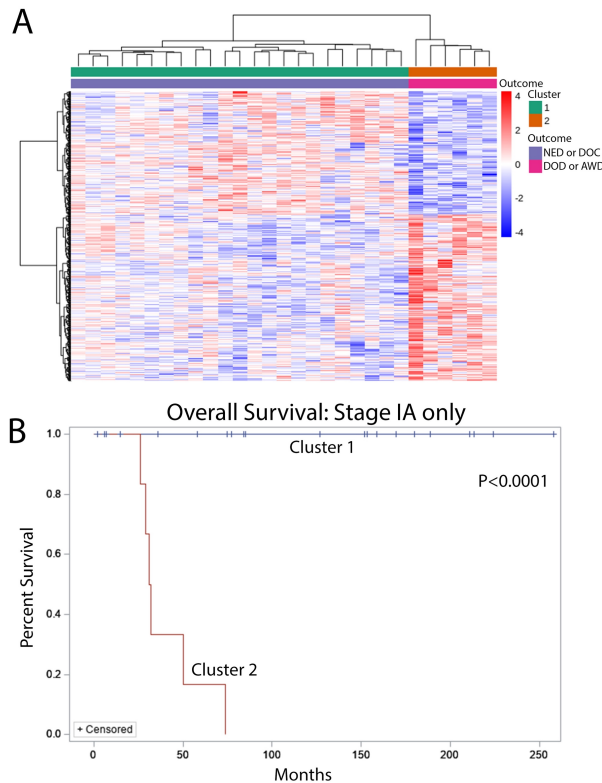 A
Outcome
Cluster
1
2
Outcome
NED or DOC
DOD or AWD
4
2
0
-2
-4
Overall Survival: Stage IA only
B
1.0
0.8
0.6
0.4
0.2
0.0
Percent Survival
Cluster 1
P<0.0001
Cluster 2
+ Censored
0 50 100 150 200 250
Months